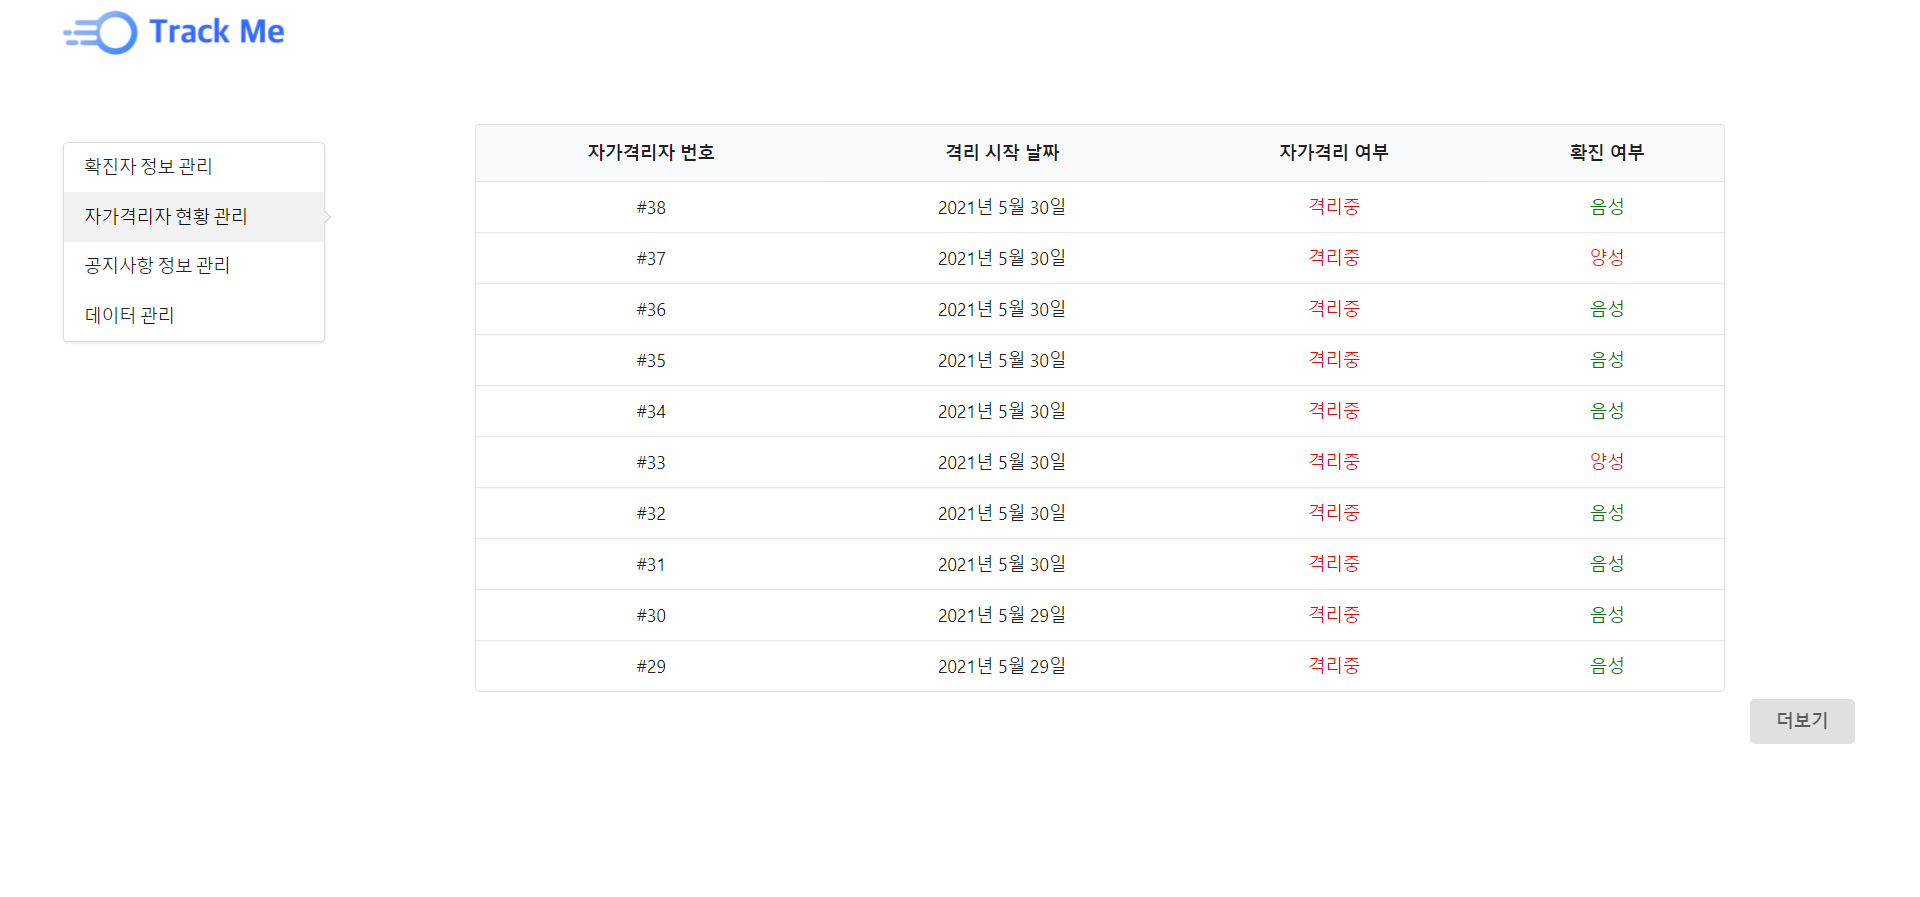 Track Me
확진자 정보 관리
자가격리자 현황 관리
공지사항 정보 관리
데이터 관리
자가격리자 번호 격리 시작 날짜 자가격리 여부 확진 여부
#38 2021년 5월 30일 격리중 음성
#37 2021년 5월 30일 격리중 양성
#36 2021년 5월 30일 격리중 음성
#35 2021년 5월 30일 격리중 음성
#34 2021년 5월 30일 격리중 음성
#33 2021년 5월 30일 격리중 양성
#32 2021년 5월 30일 격리중 음성
#31 2021년 5월 30일 격리중 음성
#30 2021년 5월 29일 격리중 음성
#29 2021년 5월 29일 격리중 음성
더보기